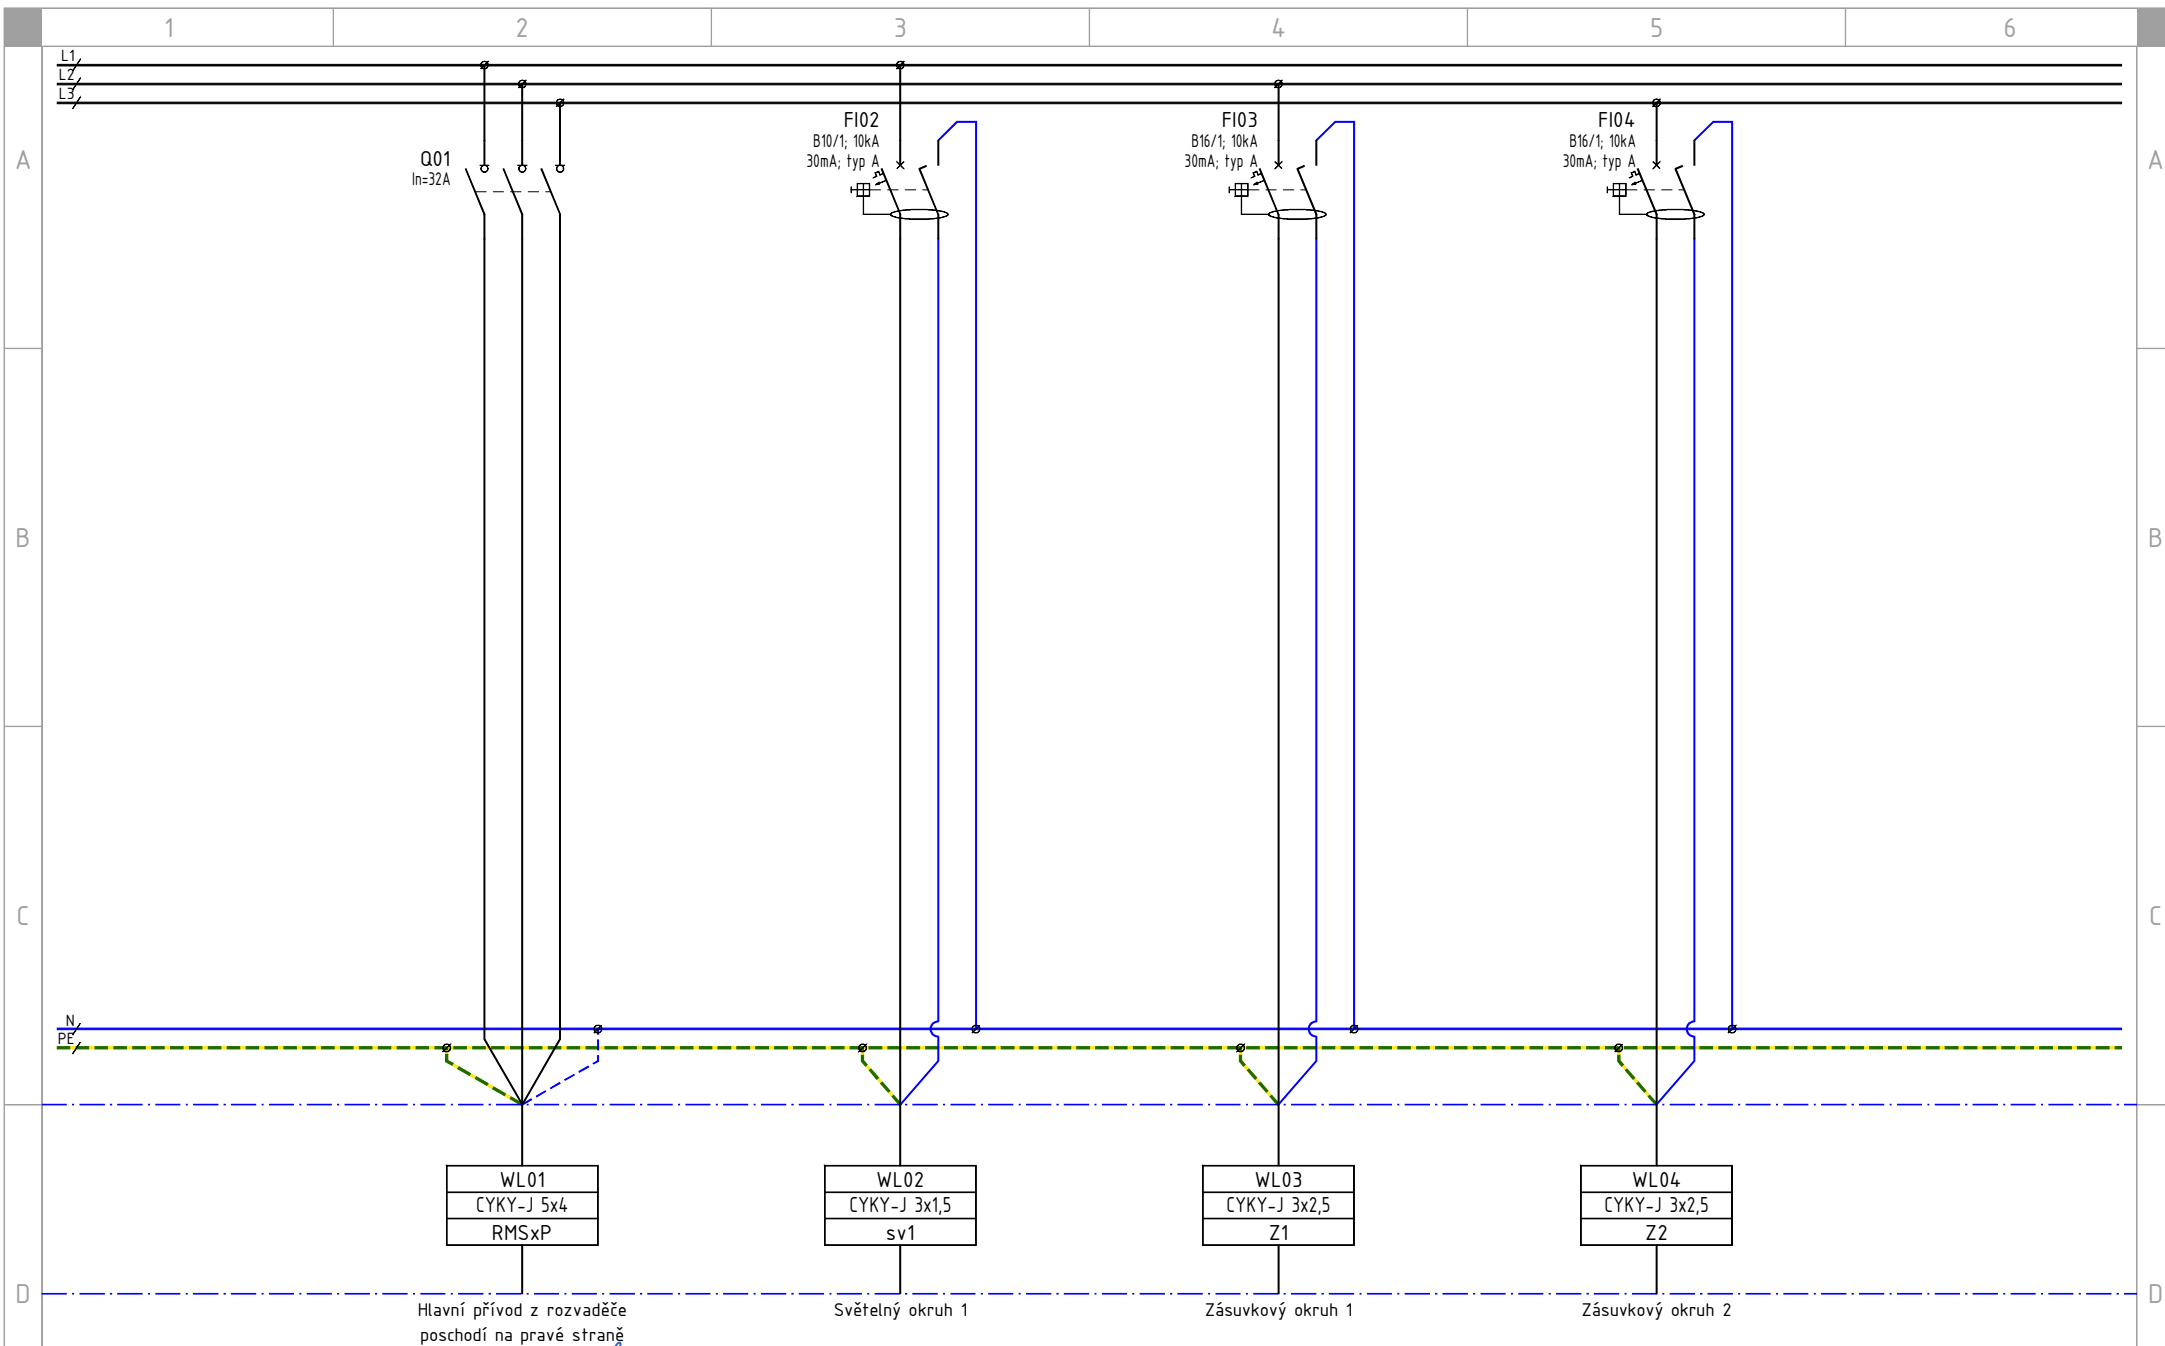 1 2 3 4 5 6
L1
L2
L3
A
A
Q01
In=32A
FI02
B10/1; 10kA
30mA; typ A
FI03
B16/1; 10kA
30mA; typ A
FI04
B16/1; 10kA
30mA; typ A
B
B
C
C
N
PE
WL01
CYKY-J 5x4
RMSxP
WL02
CYKY-J 3x1,5
sv1
WL03
CYKY-J 3x2,5
Z1
WL04
CYKY-J 3x2,5
Z2
D
D
Hlavní přívod z rozvaděče
poschodí na pravé straně
Světelný okruh 1
Zásuvkový okruh 1
Zásuvkový okruh 2